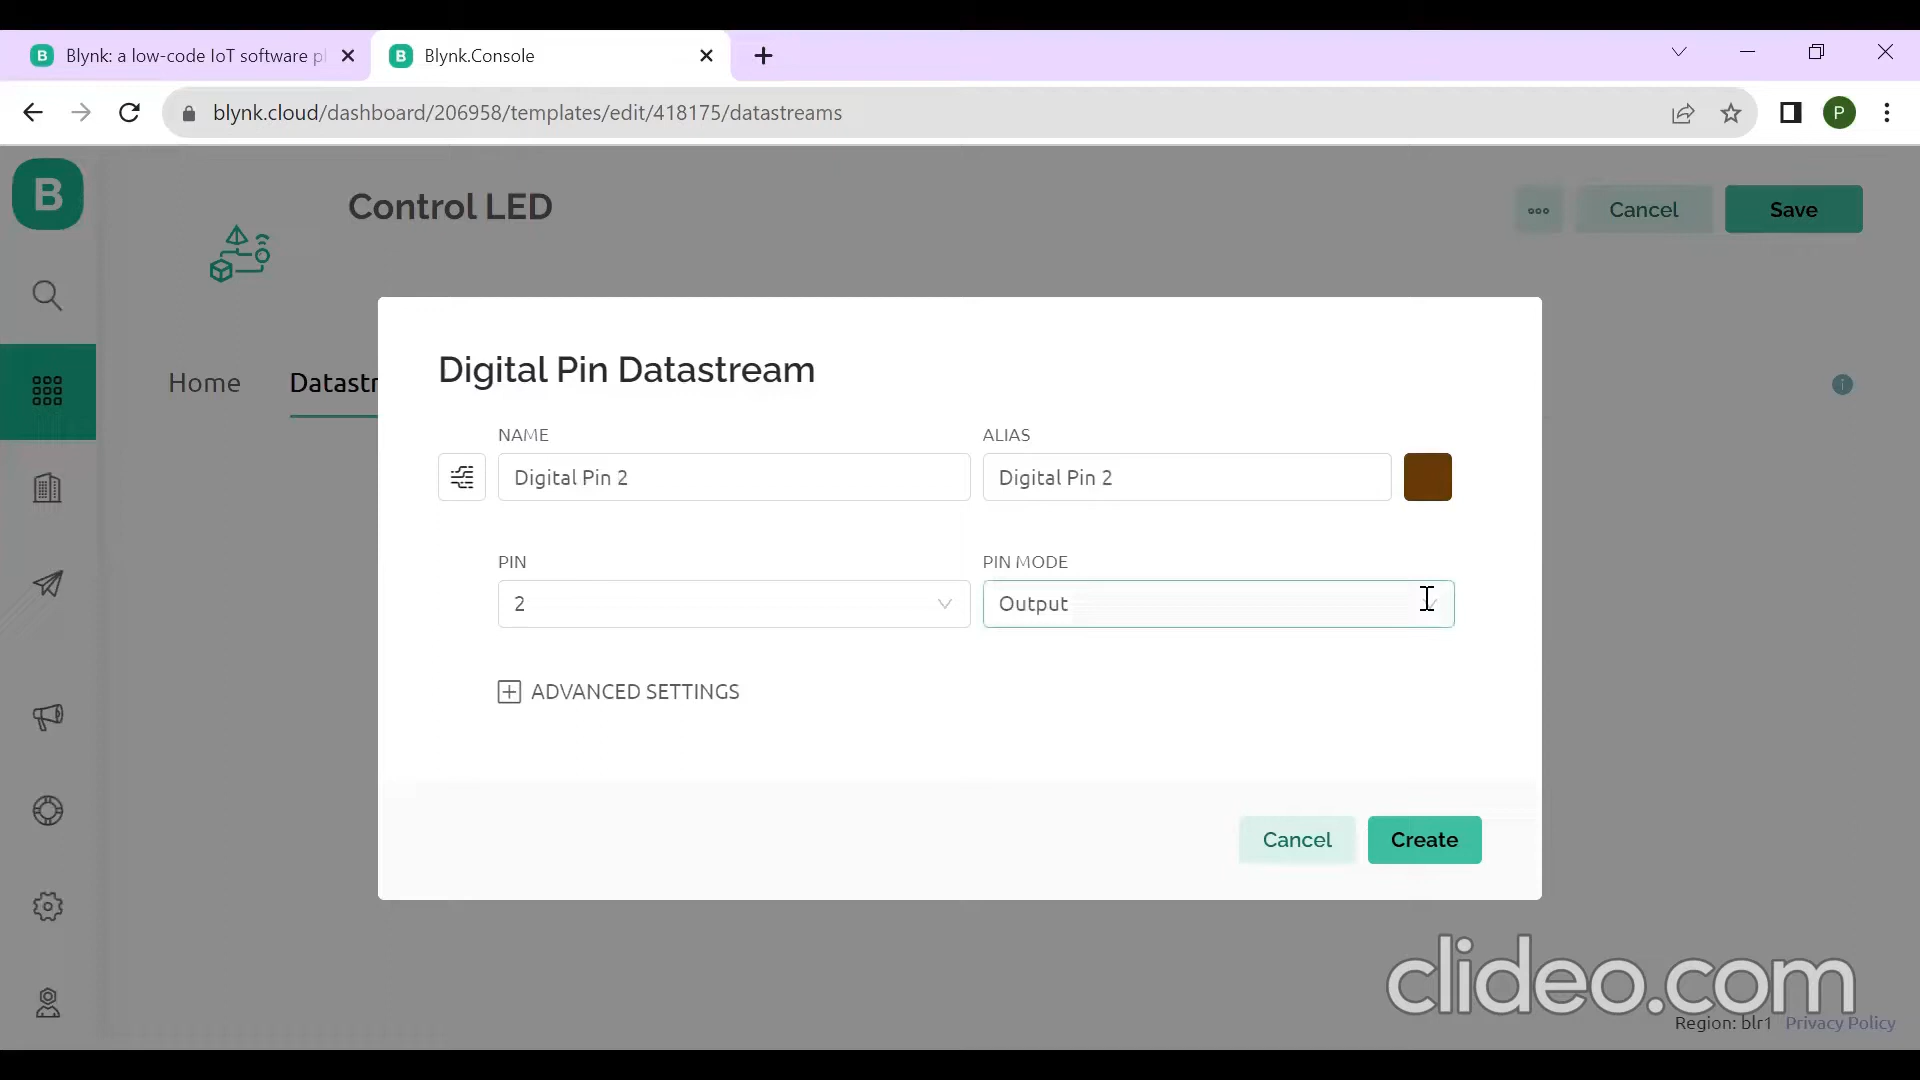 Blynk: a low-code IoT software pl
Blynk.Console
blynk.cloud/dashboard/206958/templates/edit/418175/datastreams
P
B
Control LED
Cancel
Save
Home
Datastr
Digital Pin Datastream
NAME
ALIAS
Digital Pin 2
Digital Pin 2
PIN
PIN MODE
2
Output
ADVANCED SETTINGS
Cancel
Create
clideo.com
Region: blr1
Privacy Policy